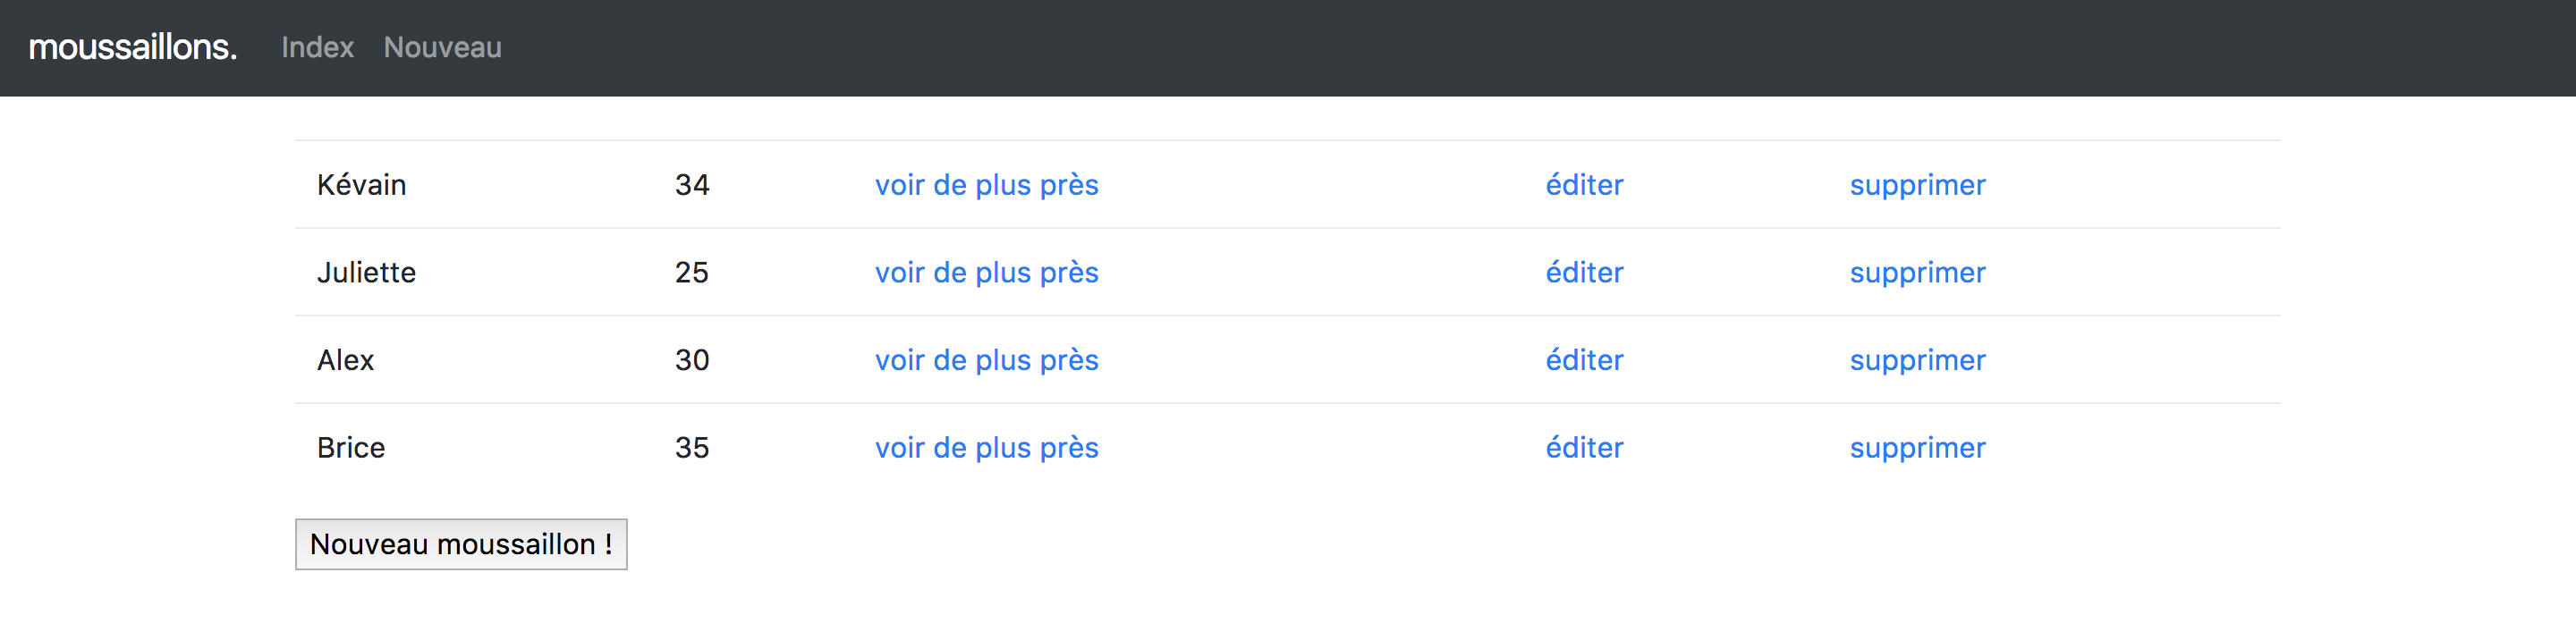 moussaillons. Index Nouveau
Kévain 34 voir de plus près éditer supprimer
Juliette 25 voir de plus près éditer supprimer
Alex 30 voir de plus près éditer supprimer
Brice 35 voir de plus près éditer supprimer
Nouveau moussaillon !